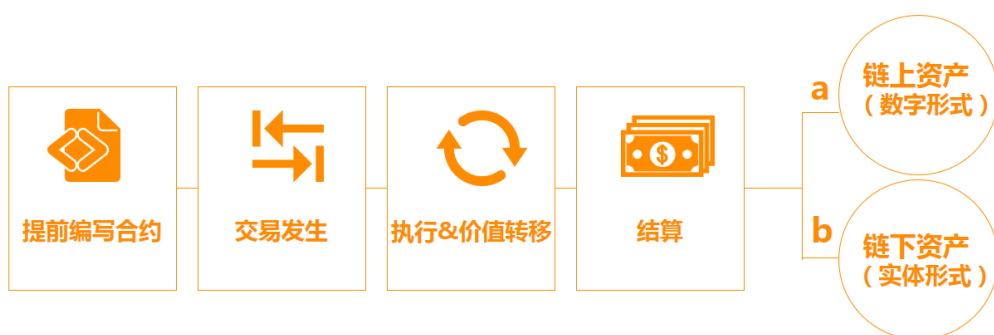 提前编写合约
交易发生
执行&价值转移
结算
$
a
链上资产
（数字形式）
b
链下资产
（实体形式）